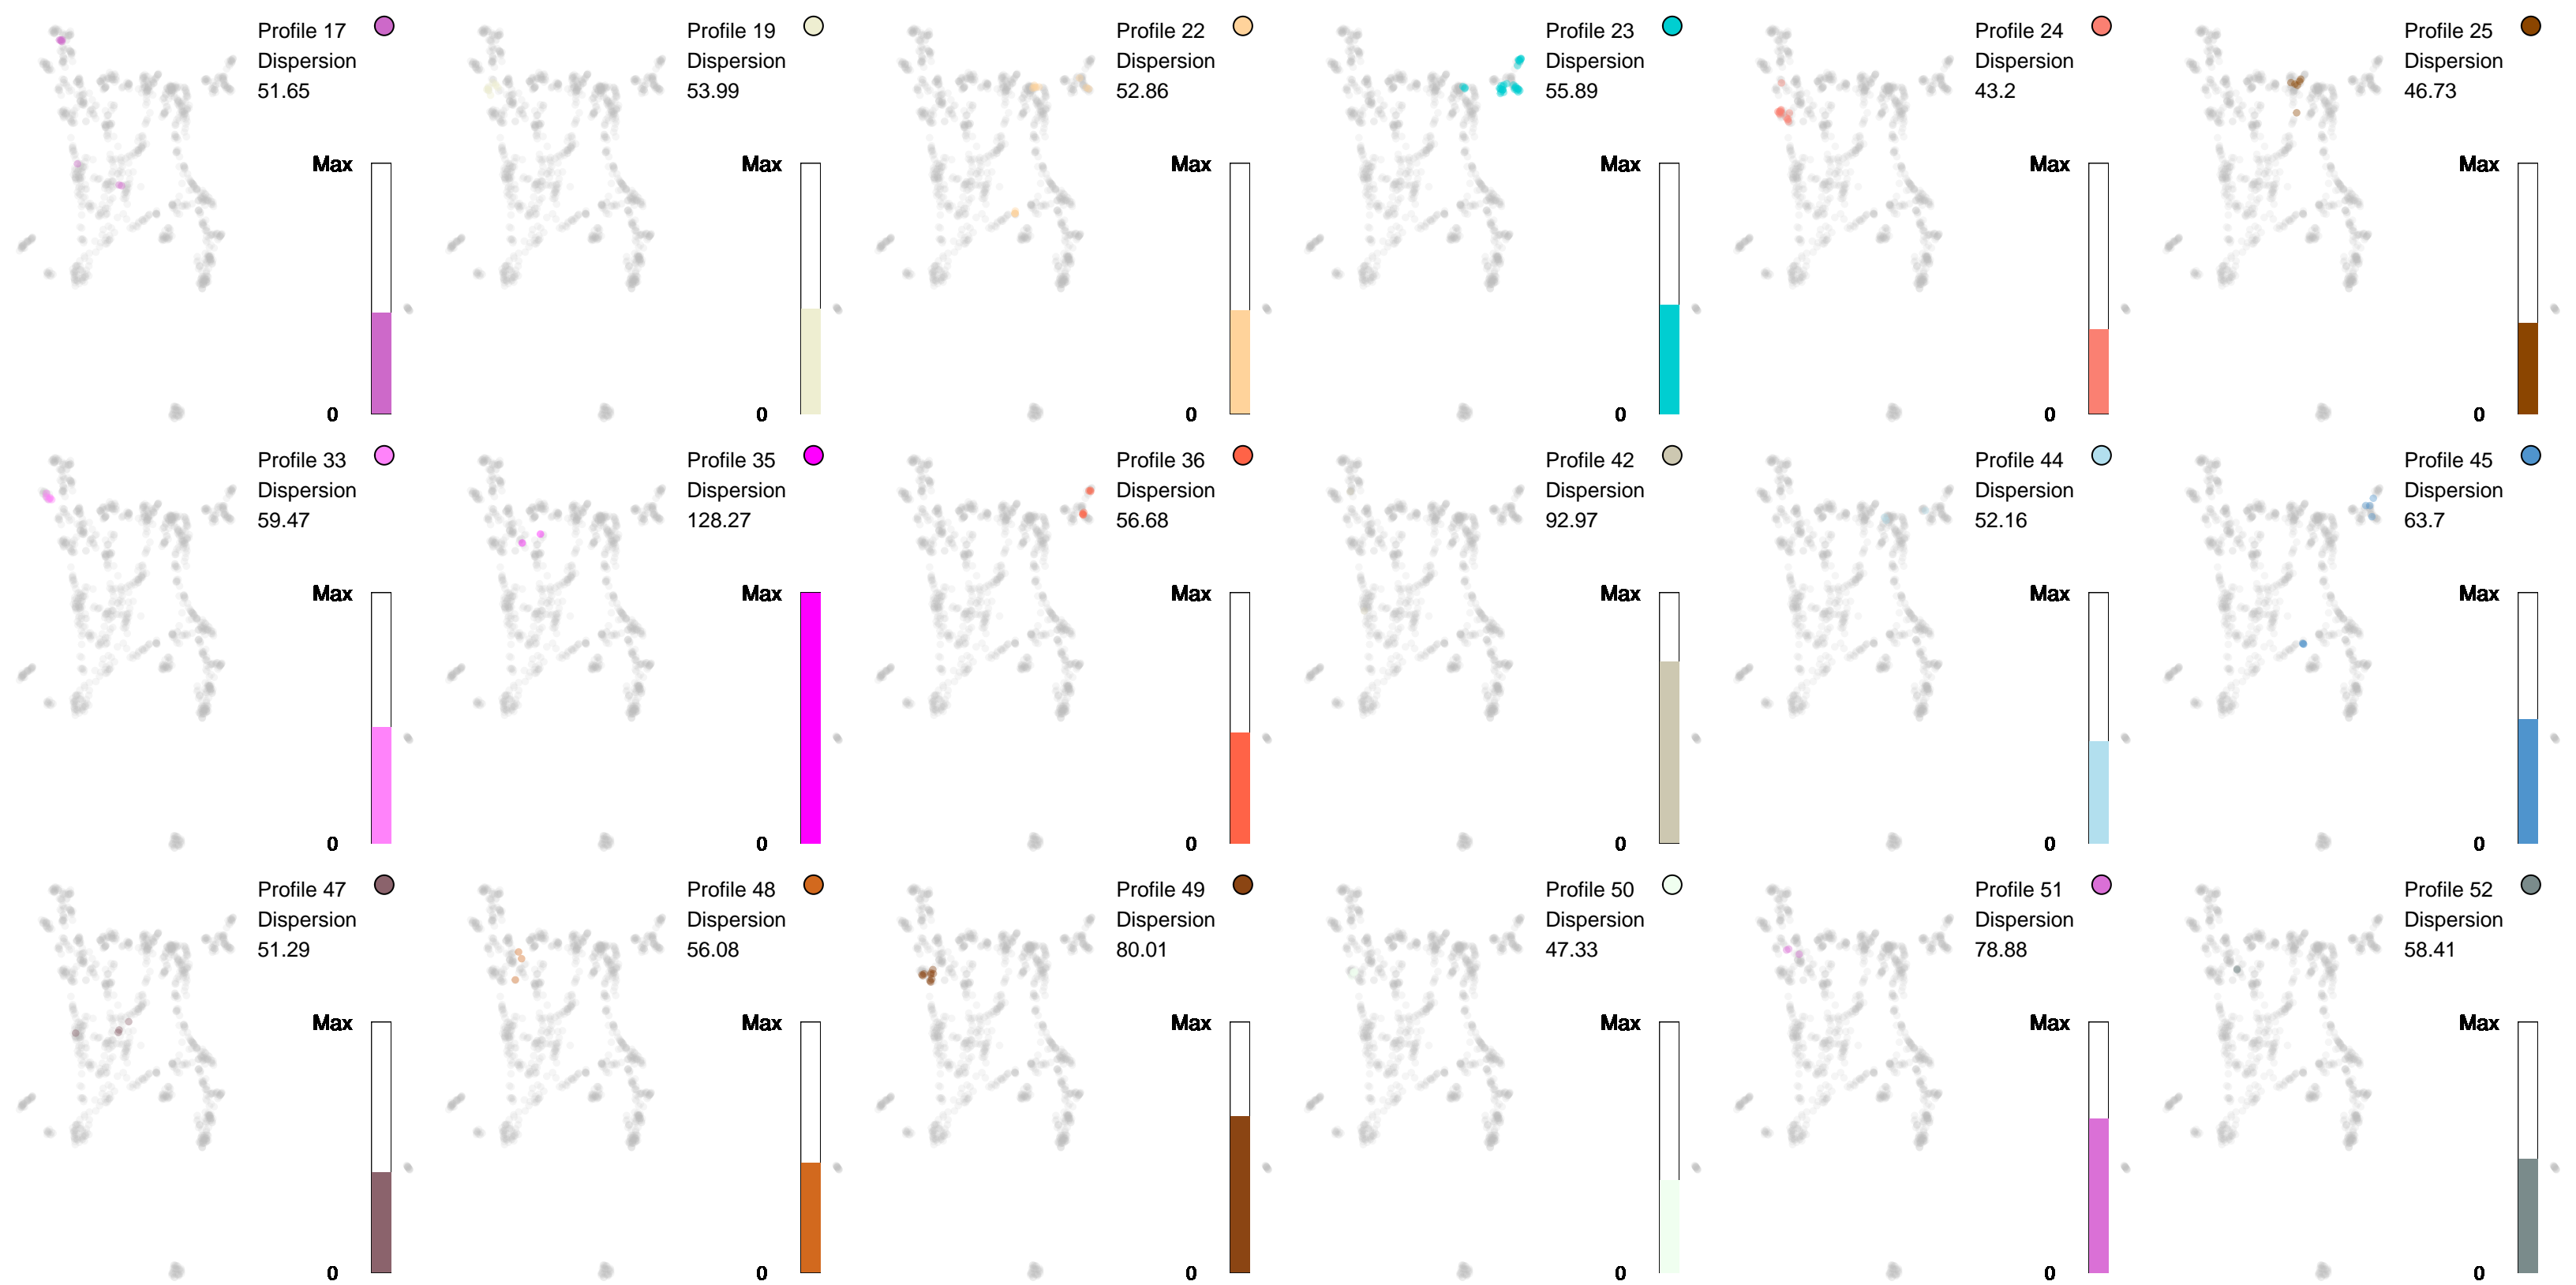 Profile 17
Dispersion
51.65
Max
0
Profile 19
Dispersion
53.99
Max
0
Profile 22
Dispersion
52.86
Max
0
Profile 23
Dispersion
55.89
Max
0
Profile 24
Dispersion
43.2
Max
0
Profile 25
Dispersion
46.73
Max
0
Profile 33
Dispersion
59.47
Max
0
Profile 35
Dispersion
128.27
Max
0
Profile 36
Dispersion
56.68
Max
0
Profile 42
Dispersion
92.97
Max
0
Profile 44
Dispersion
52.16
Max
0
Profile 45
Dispersion
63.7
Max
0
Profile 47
Dispersion
51.29
Max
0
Profile 48
Dispersion
56.08
Max
0
Profile 49
Dispersion
80.01
Max
0
Profile 50
Dispersion
47.33
Max
0
Profile 51
Dispersion
78.88
Max
0
Profile 52
Dispersion
58.41
Max
0